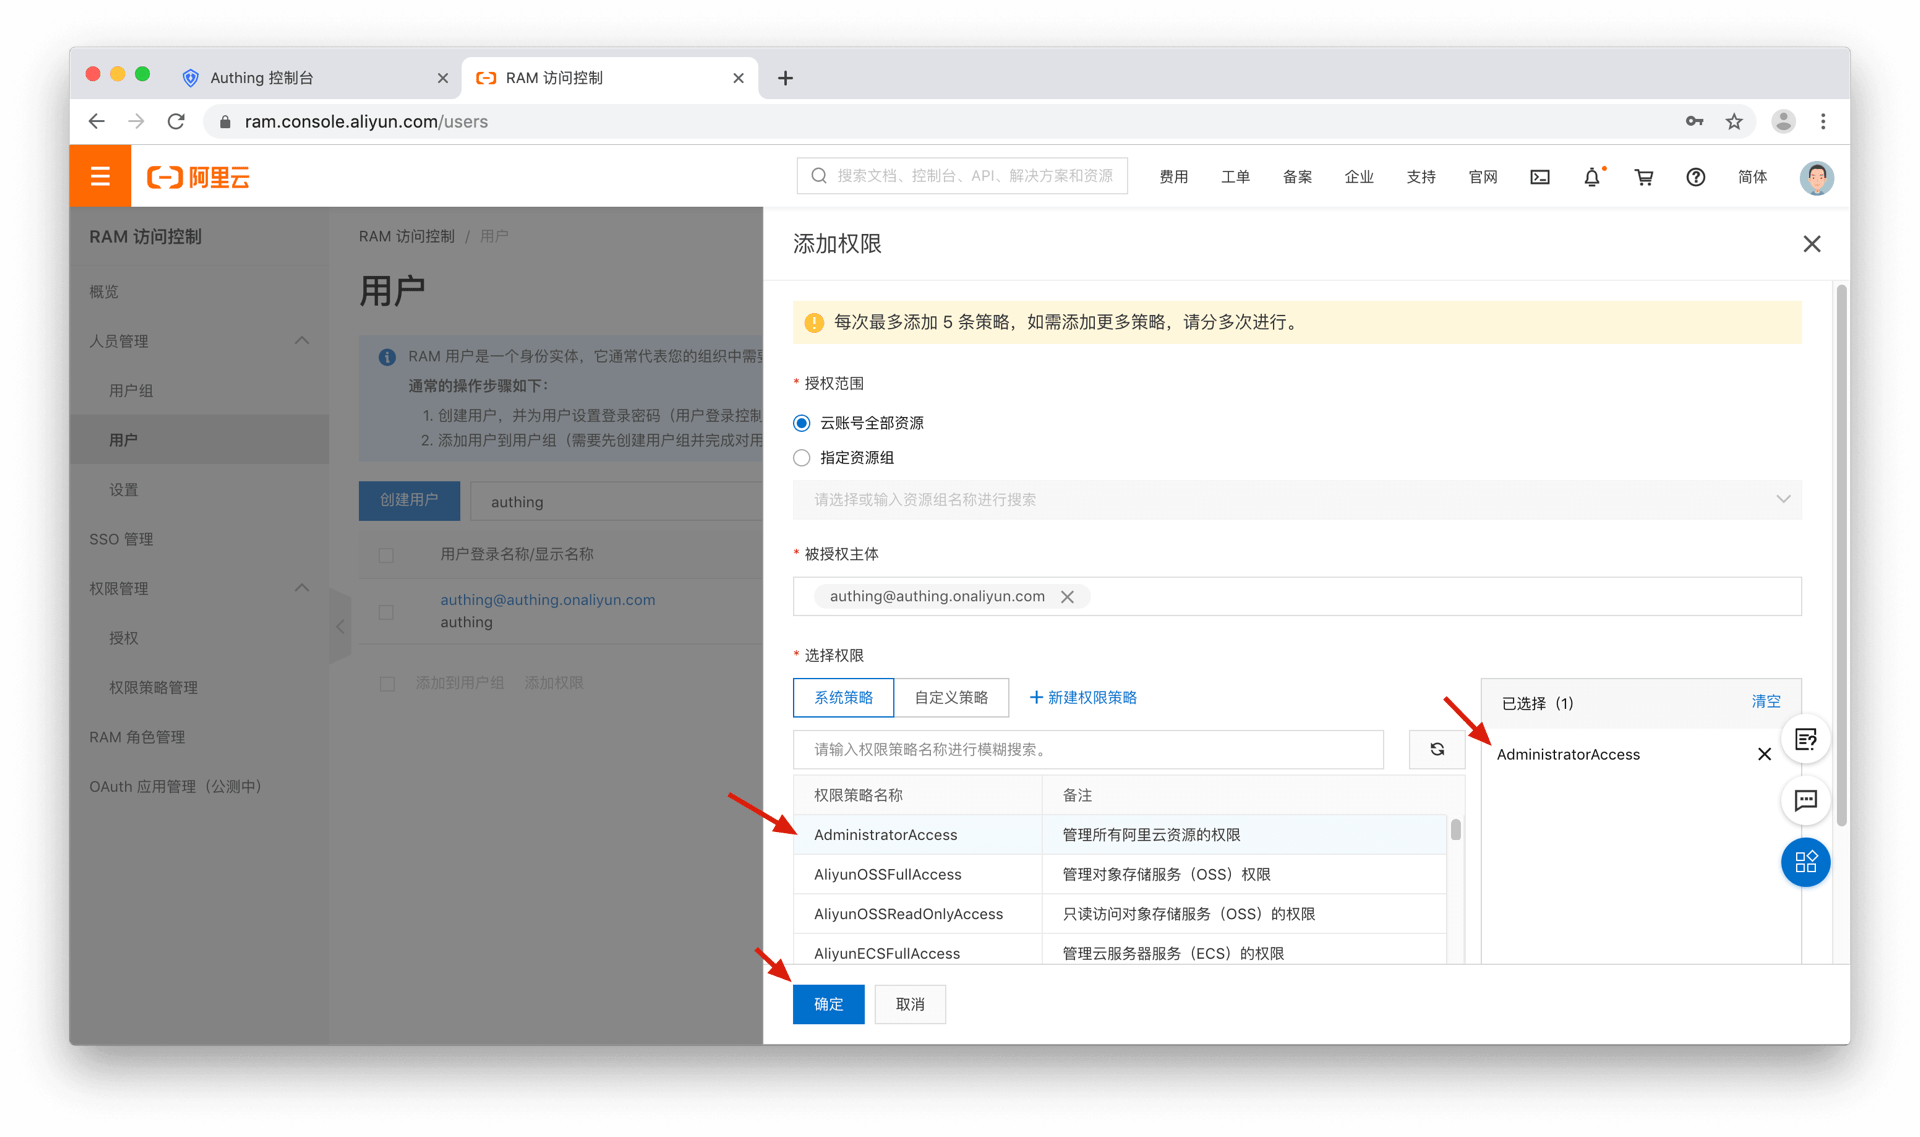 Authing 控制台
RAM 访问控制
ram.console.aliyun.com/users
阿里云
搜索文档、控制台、API、解决方案和资源
费用
工单
备案
企业
支持
官网
简体
RAM 访问控制
概览
人员管理
用户组
用户
设置
SSO 管理
权限管理
授权
权限策略管理
RAM 角色管理
OAuth 应用管理（公测中）
RAM 访问控制 / 用户
用户
RAM 用户是一个身份实体，它通常代表您的组织中需要
通常的操作步骤如下：
1. 创建用户，并为用户设置登录密码（用户登录控制
2. 添加用户到用户组（需要先创建用户组并完成对用
创建用户
authing
用户登录名称/显示名称
authing@authing.onaliyun.com
authing
添加到用户组 添加权限
添加权限
每次最多添加 5 条策略，如需添加更多策略，请分多次进行。
* 授权范围
云账号全部资源
指定资源组
请选择或输入资源组名称进行搜索
* 被授权主体
authing@authing.onaliyun.com
* 选择权限
系统策略
自定义策略
+ 新建权限策略
请输入权限策略名称进行模糊搜索。
权限策略名称 备注
AdministratorAccess 管理所有阿里云资源的权限
AliyunOSSFullAccess 管理对象存储服务（OSS）权限
AliyunOSSReadOnlyAccess 只读访问对象存储服务（OSS）的权限
AliyunECSFullAccess 管理云服务器服务（ECS）的权限
已选择（1）
清空
AdministratorAccess
确定
取消